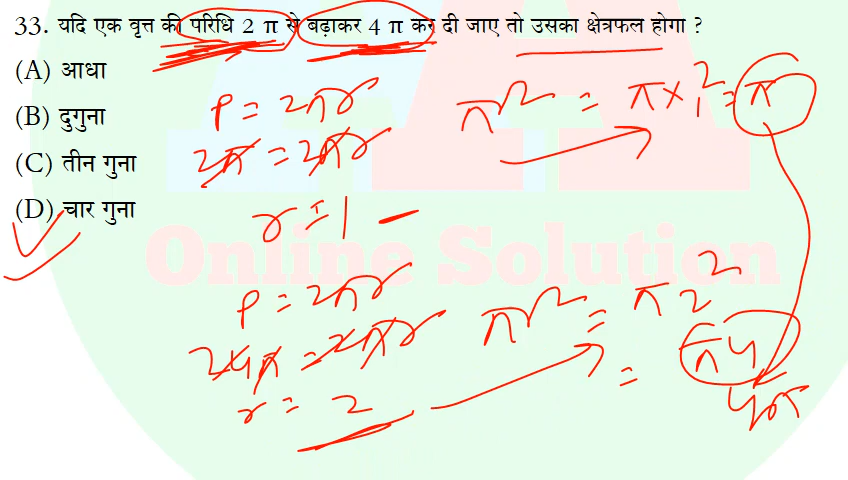 33. यदि एक वृत्त की परिधि 2 π से बढ़ाकर 4 π कर दी जाए तो उसका क्षेत्रफल होगा ?
(A) आधा
(B) दुगुना
(C) तीन गुना
(D) चार गुना
P = 2πr
2π = 2πr
r = 1
πr² = π×1² = π
Online Solution
P = 2πr
4π = 2πr
r = 2
πr² = π2²
= π4